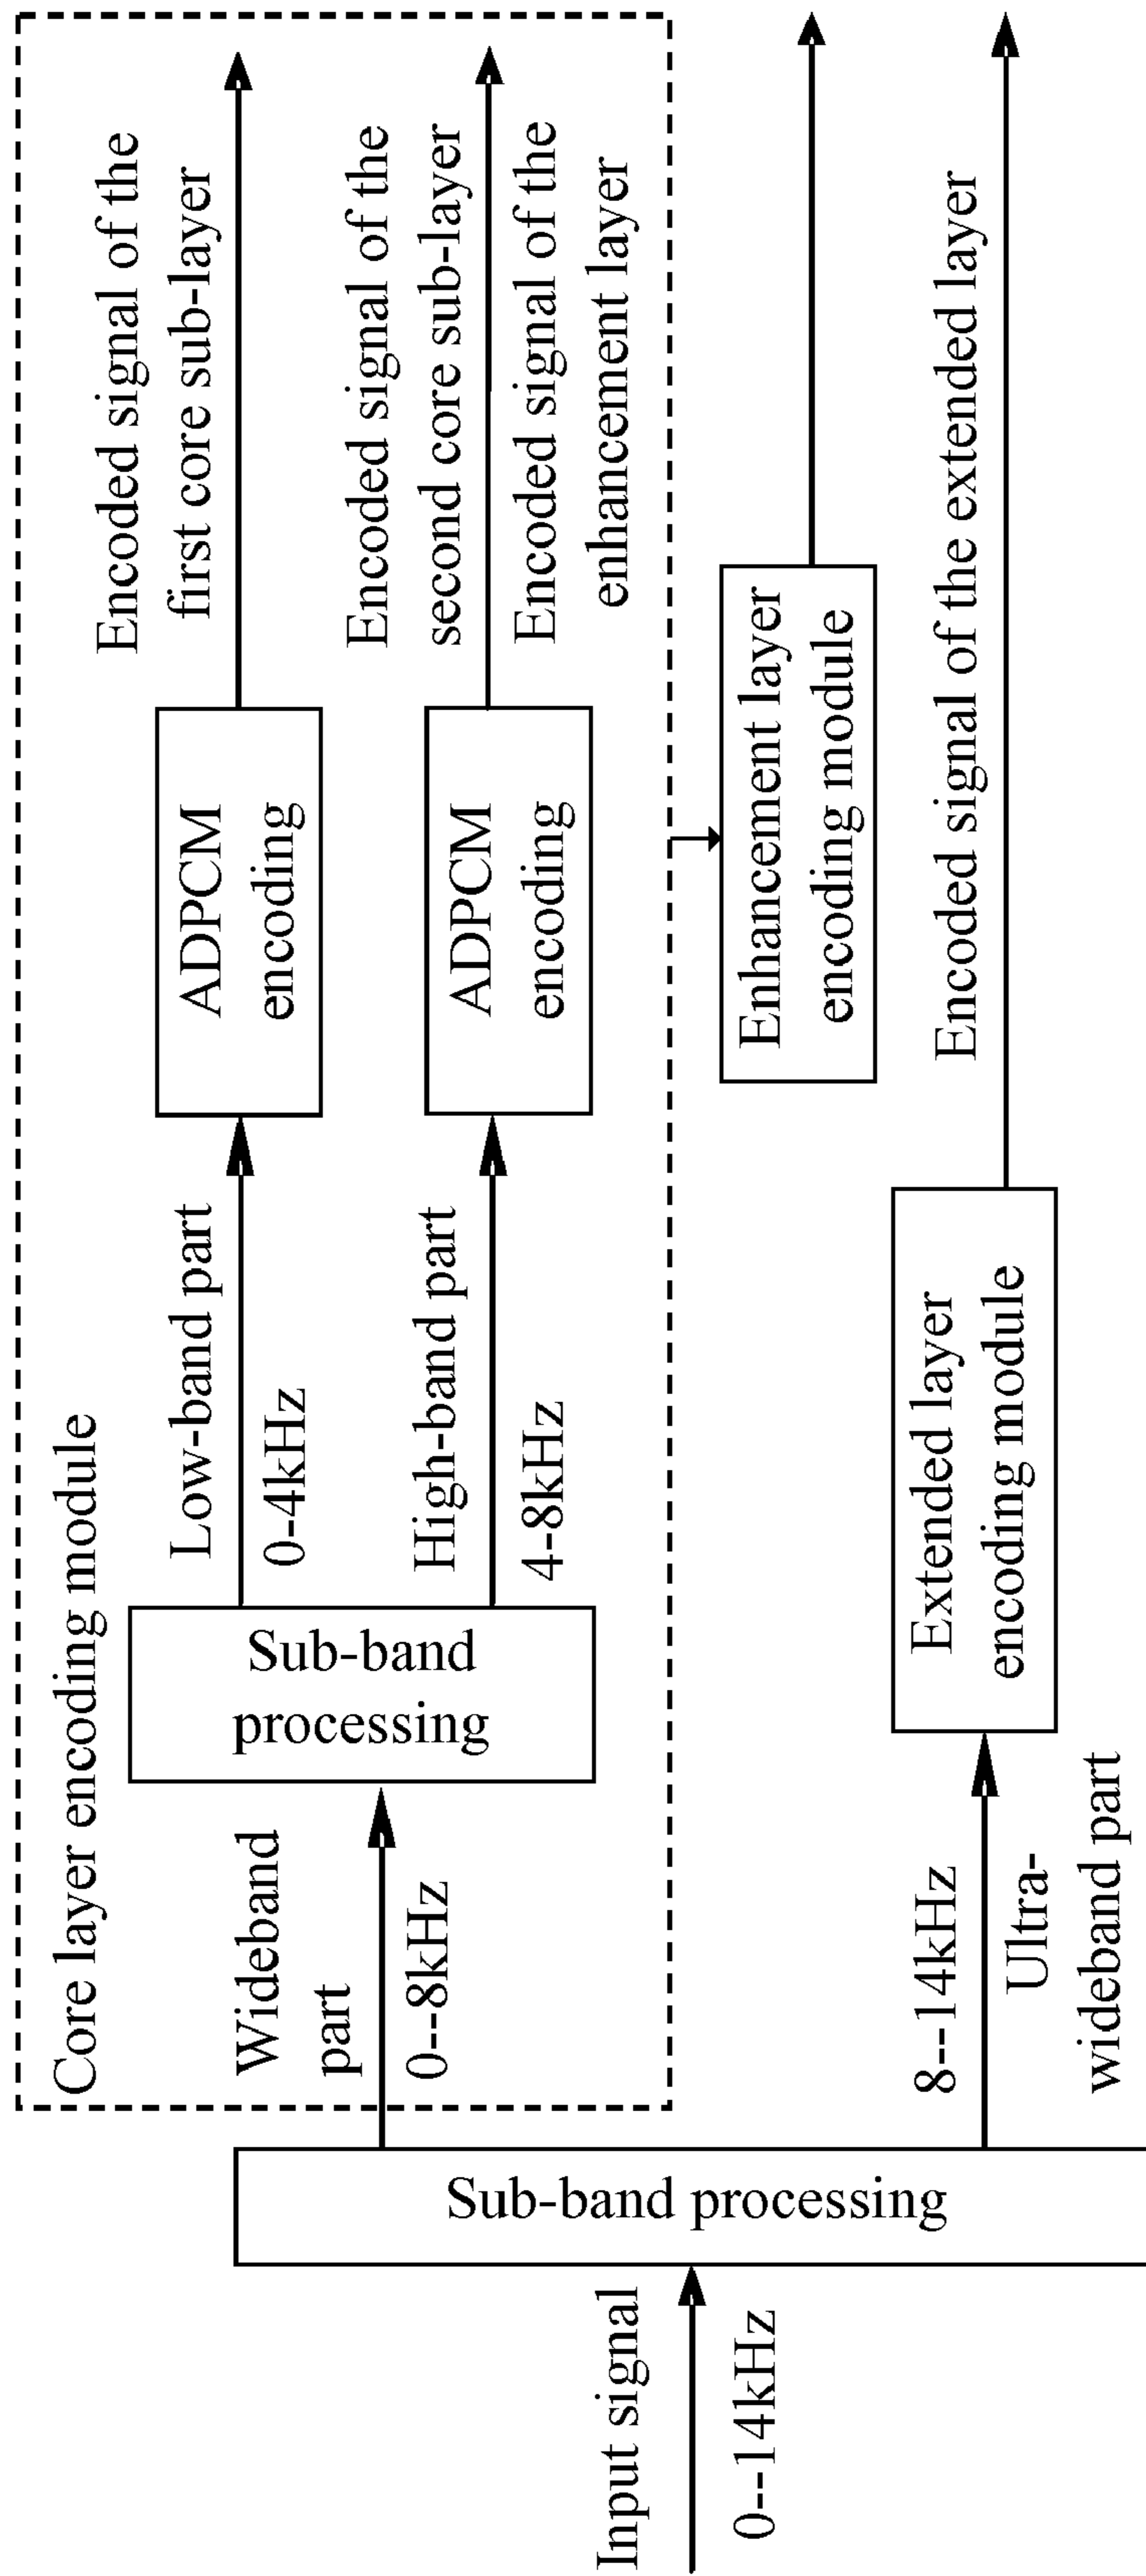 Input signal
0--14kHz
Sub-band processing
Core layer encoding module
Wideband
part
0--8kHz
Sub-band
processing
Low-band part
0-4kHz
High-band part
4-8kHz
ADPCM
encoding
ADPCM
encoding
Encoded signal of the
first core sub-layer
Encoded signal of the
second core sub-layer
Encoded signal of the
enhancement layer
Enhancement layer
encoding module
8--14kHz
Ultra-
wideband part
Extended layer
encoding module
Encoded signal of the extended layer